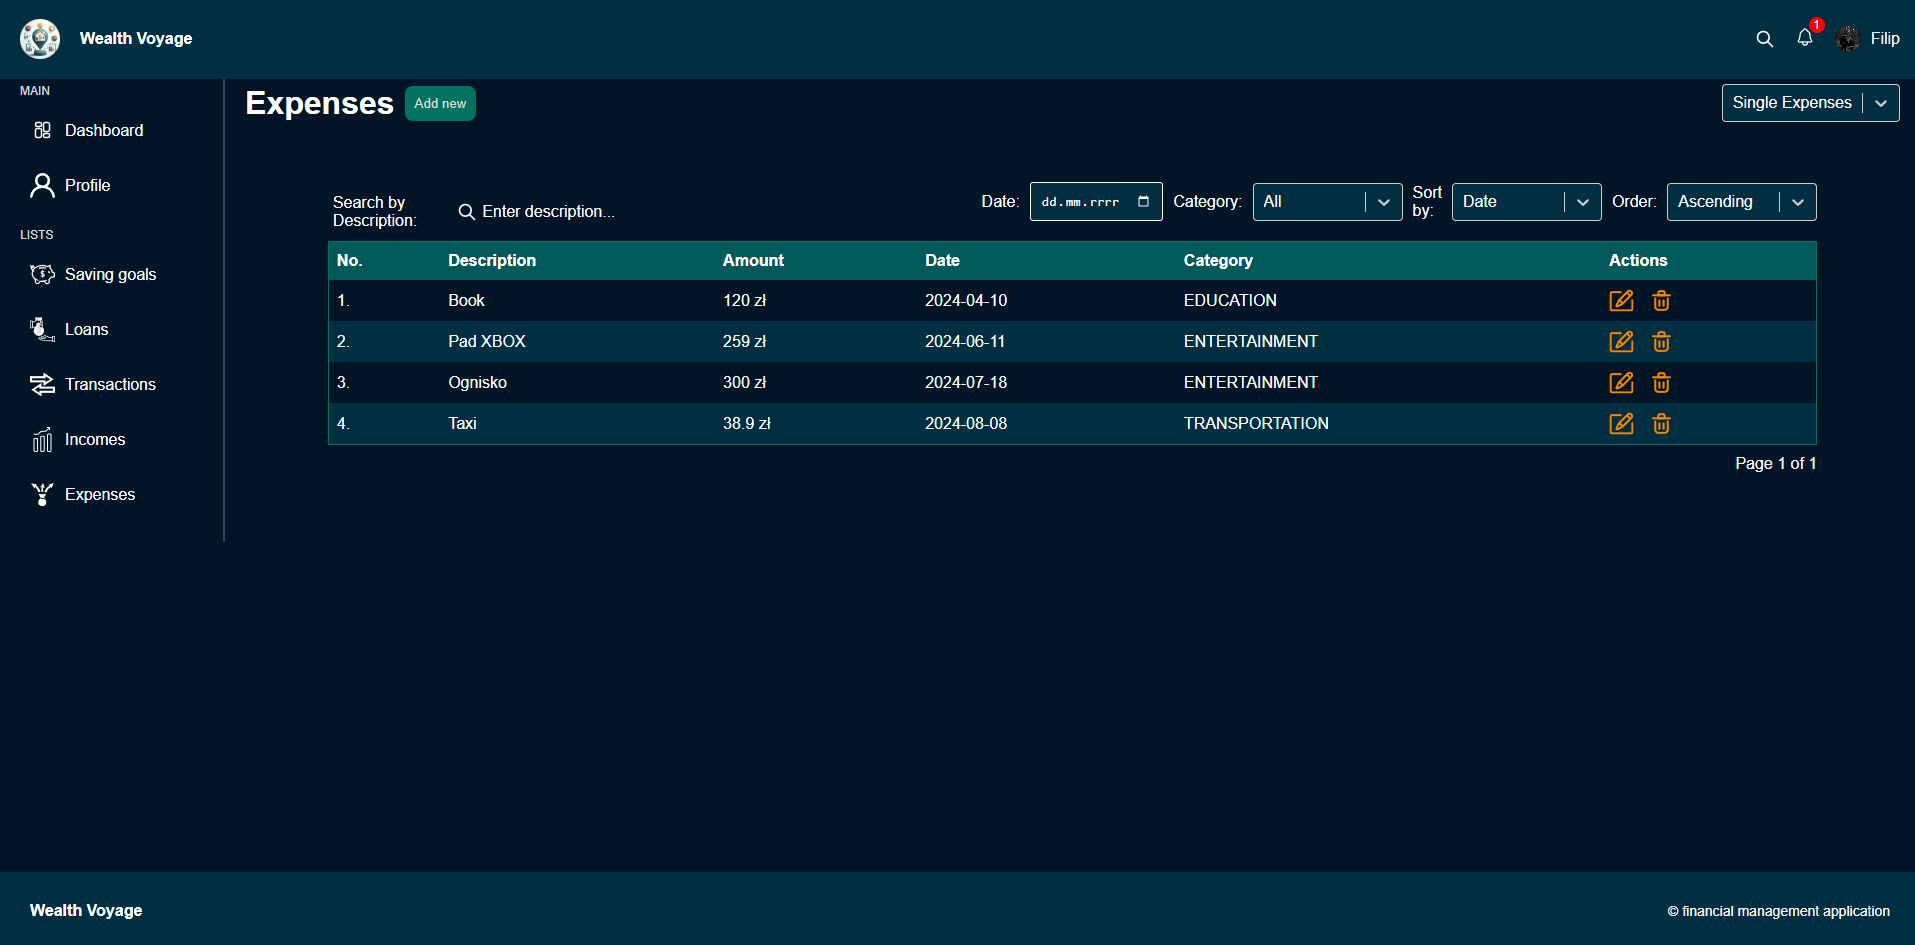 Wealth Voyage
1
Filip
MAIN
Dashboard
Profile
LISTS
Saving goals
Loans
Transactions
Incomes
Expenses
Expenses
Add new
Single Expenses
Search by
Description:
Enter description...
Date:
dd.mm.rrrr
Category:
All
Sort
by:
Date
Order:
Ascending
No. Description Amount Date Category Actions
1. Book 120 zł 2024-04-10 EDUCATION
2. Pad XBOX 259 zł 2024-06-11 ENTERTAINMENT
3. Ognisko 300 zł 2024-07-18 ENTERTAINMENT
4. Taxi 38.9 zł 2024-08-08 TRANSPORTATION
Page 1 of 1
Wealth Voyage
© financial management application